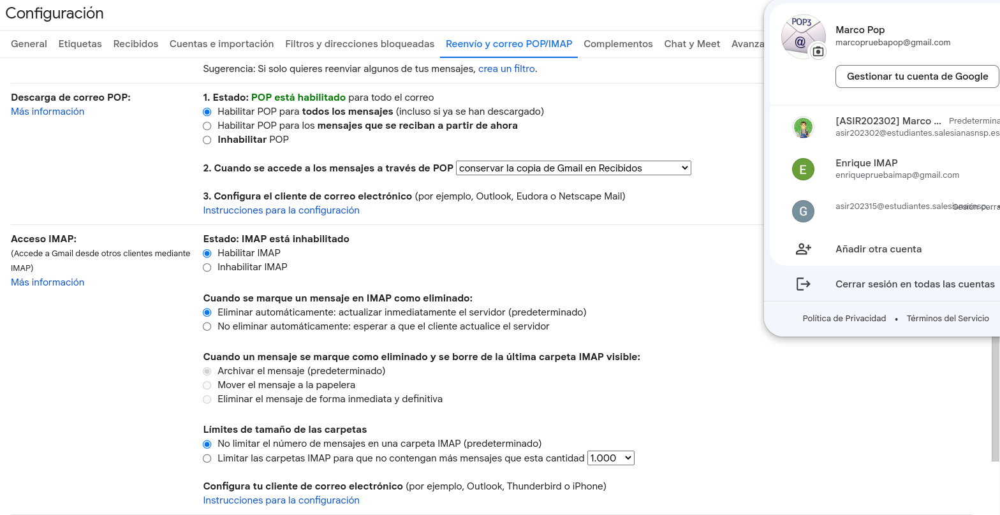 Configuración
General Etiquetas Recibidos Cuentas e importación Filtros y direcciones bloqueadas Reenvío y correo POP/IMAP Complementos Chat y Meet Avanza
Sugerencia: Si solo quieres reenviar algunos de tus mensajes, crea un filtro.
Descarga de correo POP:
Más información
1. Estado: POP está habilitado para todo el correo
Habilitar POP para todos los mensajes (incluso si ya se han descargado)
Habilitar POP para los mensajes que se reciban a partir de ahora
Inhabilitar POP
2. Cuando se accede a los mensajes a través de POP conservar la copia de Gmail en Recibidos
3. Configura el cliente de correo electrónico (por ejemplo, Outlook, Eudora o Netscape Mail)
Instrucciones para la configuración
Acceso IMAP:
(Accede a Gmail desde otros clientes mediante
IMAP)
Más información
Estado: IMAP está inhabilitado
Habilitar IMAP
Inhabilitar IMAP
Cuando se marque un mensaje en IMAP como eliminado:
Eliminar automáticamente: actualizar inmediatamente el servidor (predeterminado)
No eliminar automáticamente: esperar a que el cliente actualice el servidor
Cuando un mensaje se marque como eliminado y se borre de la última carpeta IMAP visible:
Archivar el mensaje (predeterminado)
Mover el mensaje a la papelera
Eliminar el mensaje de forma inmediata y definitiva
Límites de tamaño de las carpetas
No limitar el número de mensajes en una carpeta IMAP (predeterminado)
Limitar las carpetas IMAP para que no contengan más mensajes que esta cantidad 1.000
Configura tu cliente de correo electrónico (por ejemplo, Outlook, Thunderbird o iPhone)
Instrucciones para la configuración
POP3
@
Marco Pop
marcopruebapop@gmail.com
Gestionar tu cuenta de Google
[ASIR202302] Marco ... Predetermina
asir202302@estudiantes.salesianasnsp.es
E
Enrique IMAP
enriquepruebaimap@gmail.com
G
asir202315@estudiantes.salesianasnsp...
Añadir otra cuenta
Cerrar sesión en todas las cuentas
Política de Privacidad • Términos del Servicio